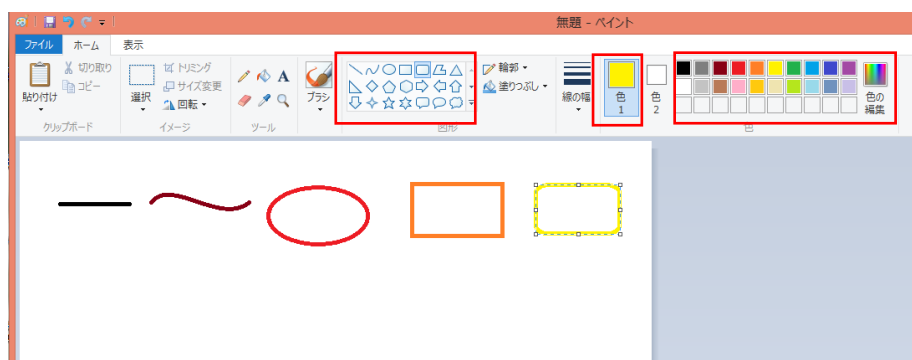 無題 - ペイント
ファイル ホーム 表示
貼り付け
切り取り
コピー
クリップボード
選択
トリミング
サイズ変更
回転
イメージ
A
ツール
ブラシ
図形
輪郭
塗りつぶし
線の幅
色
1
色
2
色の
編集
色